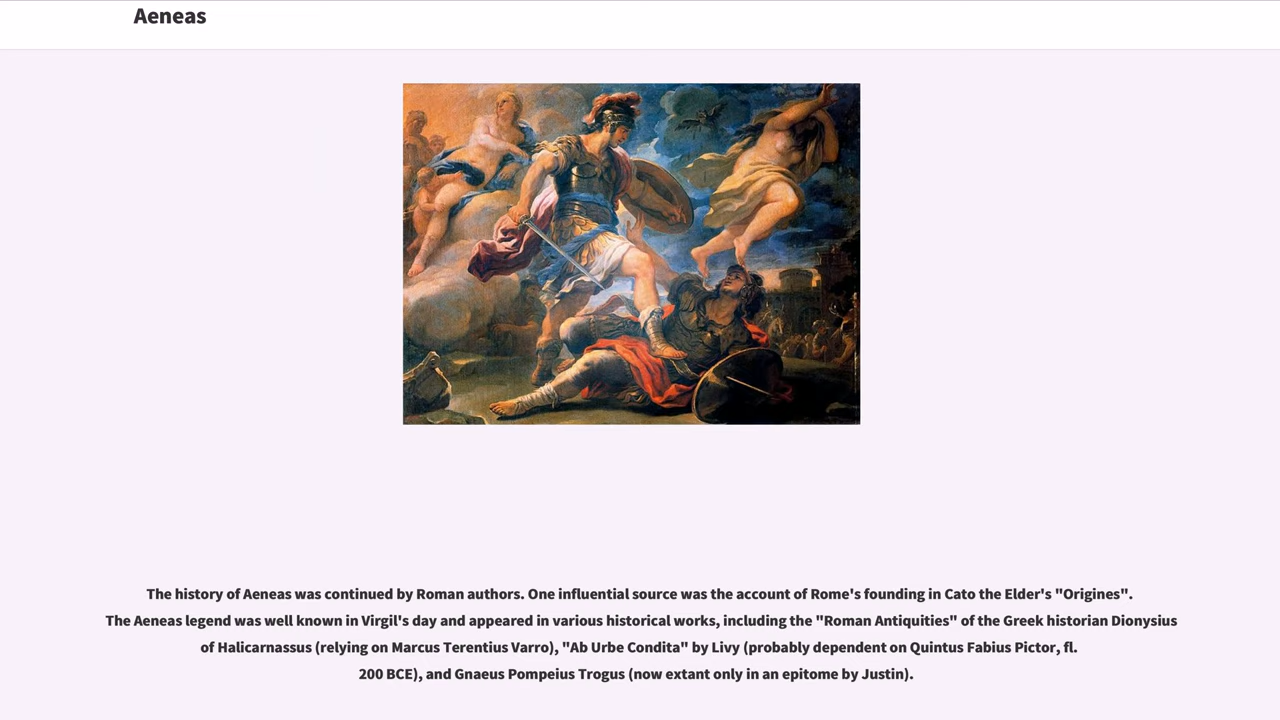 Aeneas
The history of Aeneas was continued by Roman authors. One influential source was the account of Rome's founding in Cato the Elder's "Origines".
The Aeneas legend was well known in Virgil's day and appeared in various historical works, including the "Roman Antiquities" of the Greek historian Dionysius
of Halicarnassus (relying on Marcus Terentius Varro), "Ab Urbe Condita" by Livy (probably dependent on Quintus Fabius Pictor, fl.
200 BCE), and Gnaeus Pompeius Trogus (now extant only in an epitome by Justin).